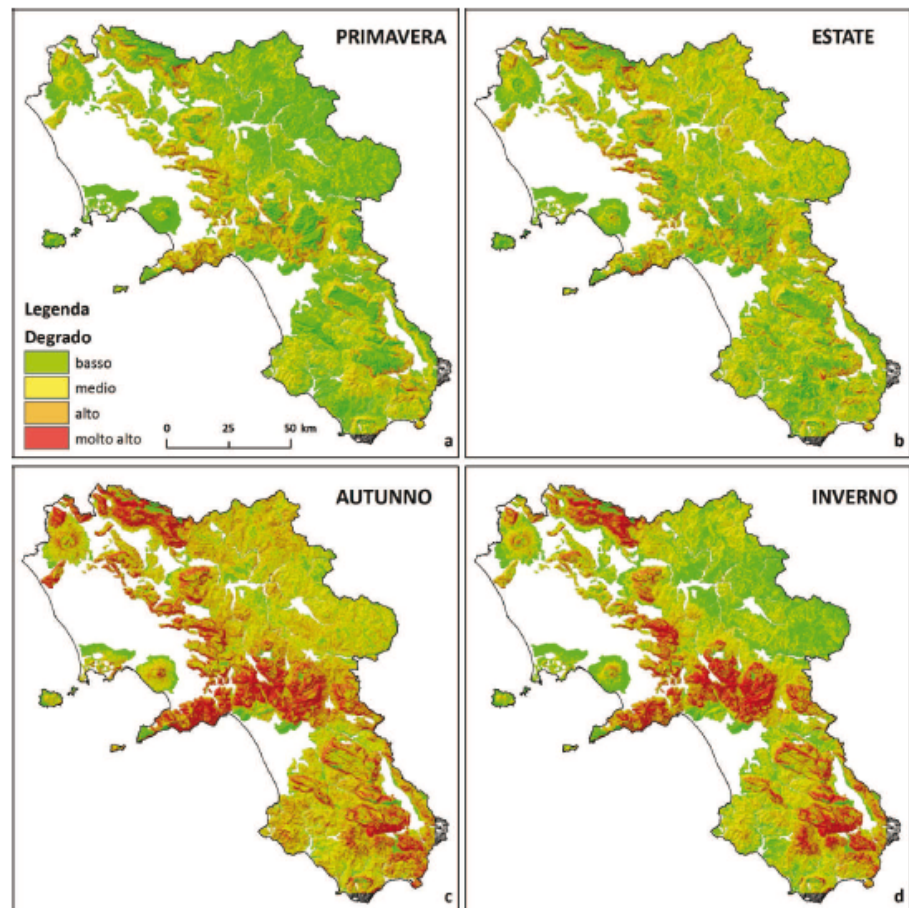 PRIMAVERA
Legenda
Degrado
basso
medio
alto
molto alto
0 25 50 km
a
ESTATE
b
AUTUNNO
c
INVERNO
d